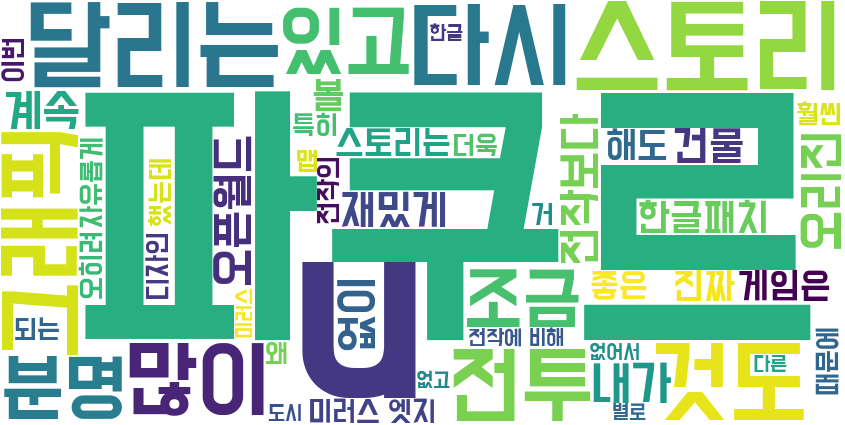 이번
달리는
있고
한글
다시
스토리
계속
볼
특히
스토리는
더욱
맵
훨씬
그래픽
파쿠르
오히려
자유롭게
했는데
디자인
오픈월드
전작인
재밌게
거
전작보다
해도
건물
한글패치
오리진
미러스
없이
u
조금
좋은
진짜
게임은
되는
왜
전작에 비해
없어서
다른
때문에
분명
많이
없고
전투
내가
것도
도시
미러스 엣지
별로